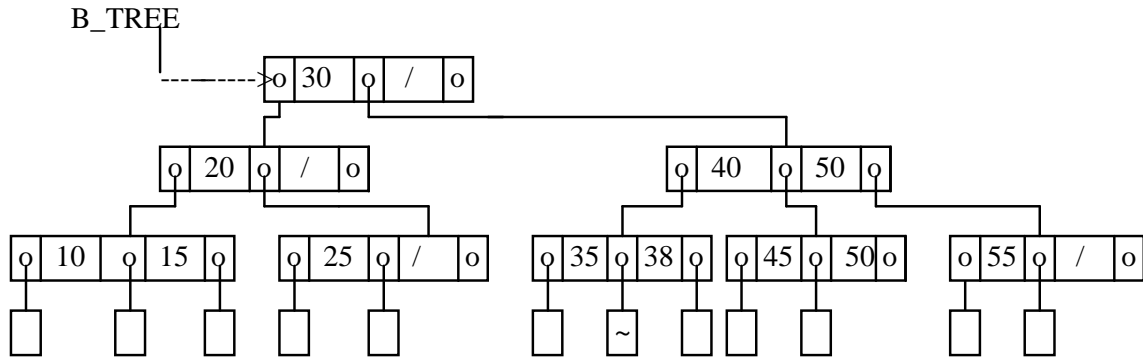 B_TREE
o 30 o / o
o 20 o / o o 40 o 50 o
o 10 o 15 o o 25 o / o o 35 o 38 o o 45 o 50 o o 55 o / o
~